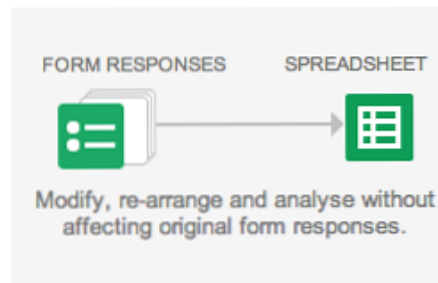 FORM RESPONSES SPREADSHEET
Modify, re-arrange and analyse without
affecting original form responses.